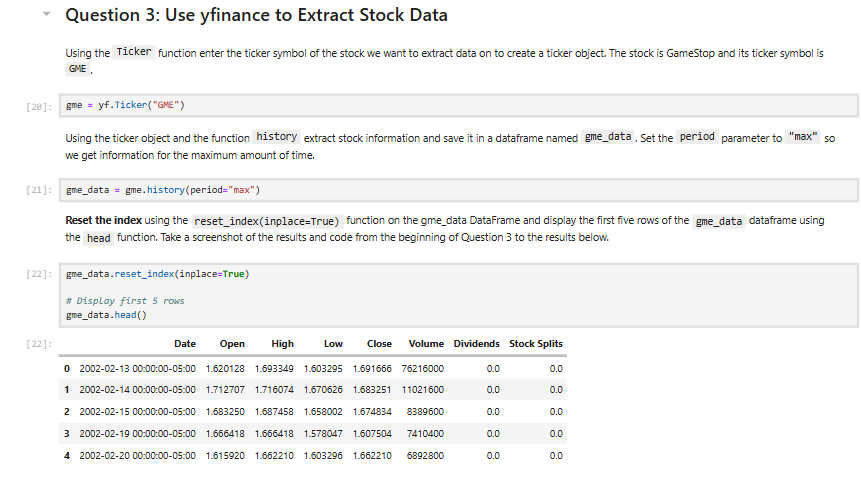 Question 3: Use yfinance to Extract Stock Data
Using the Ticker function enter the ticker symbol of the stock we want to extract data on to create a ticker object. The stock is GameStop and its ticker symbol is
GME .
[20]: gme = yf.Ticker("GME")
Using the ticker object and the function history extract stock information and save it in a dataframe named gme_data . Set the period parameter to "max" so
we get information for the maximum amount of time.
[21]: gme_data = gme.history(period="max")
Reset the index using the reset_index(inplace=True) function on the gme_data DataFrame and display the first five rows of the gme_data dataframe using
the head function. Take a screenshot of the results and code from the beginning of Question 3 to the results below.
[22]: gme_data.reset_index(inplace=True)
# Display first 5 rows
gme_data.head()
[22]: Date Open High Low Close Volume Dividends Stock Splits
0 2002-02-13 00:00:00-05:00 1.620128 1.693349 1.603295 1.691666 76216000 0.0 0.0
1 2002-02-14 00:00:00-05:00 1.712707 1.716074 1.670626 1.683251 11021600 0.0 0.0
2 2002-02-15 00:00:00-05:00 1.683250 1.687458 1.658002 1.674834 8389600 0.0 0.0
3 2002-02-19 00:00:00-05:00 1.666418 1.666418 1.578047 1.607504 7410400 0.0 0.0
4 2002-02-20 00:00:00-05:00 1.615920 1.662210 1.603296 1.662210 6892800 0.0 0.0